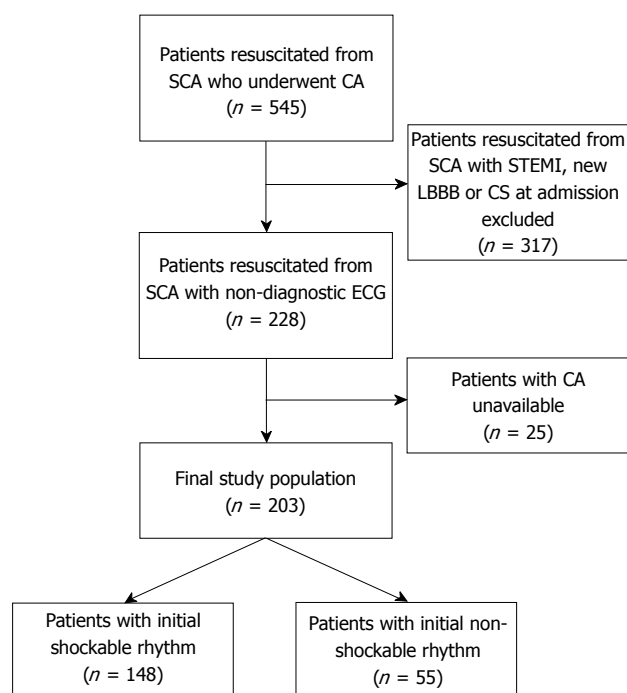 Patients resuscitated from
SCA who underwent CA
(n = 545)
Patients resuscitated from
SCA with STEMI, new
LBBB or CS at admission
excluded
(n = 317)
Patients resuscitated from
SCA with non-diagnostic ECG
(n = 228)
Patients with CA
unavailable
(n = 25)
Final study population
(n = 203)
Patients with initial
shockable rhythm
(n = 148)
Patients with initial non-
shockable rhythm
(n = 55)